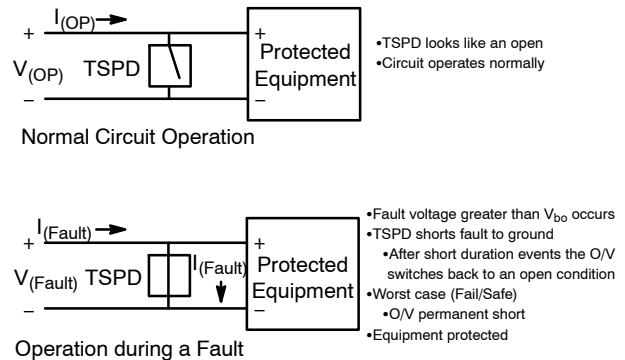 I(OP)
+
+
V(OP) TSPD
Protected
Equipment
−
−
•TSPD looks like an open
•Circuit operates normally
Normal Circuit Operation
I(Fault)
+
+
V(Fault) TSPD
I(Fault)
Protected
Equipment
−
−
•Fault voltage greater than Vbo occurs
•TSPD shorts fault to ground
•After short duration events the O/V
switches back to an open condition
•Worst case (Fail/Safe)
•O/V permanent short
•Equipment protected
Operation during a Fault